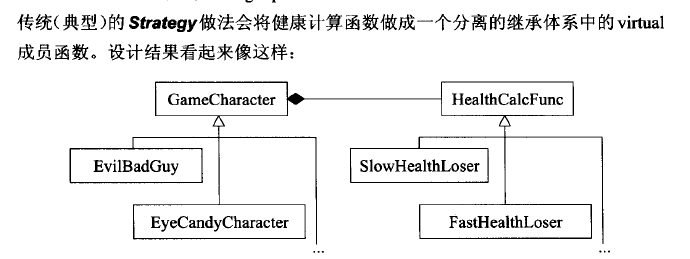 传统(典型)的 Strategy 做法会将健康计算函数做成一个分离的继承体系中的 virtual
成员函数。设计结果看起来像这样:
GameCharacter HealthCalcFunc
EvilBadGuy SlowHealthLoser
EyeCandyCharacter FastHealthLoser
... ...